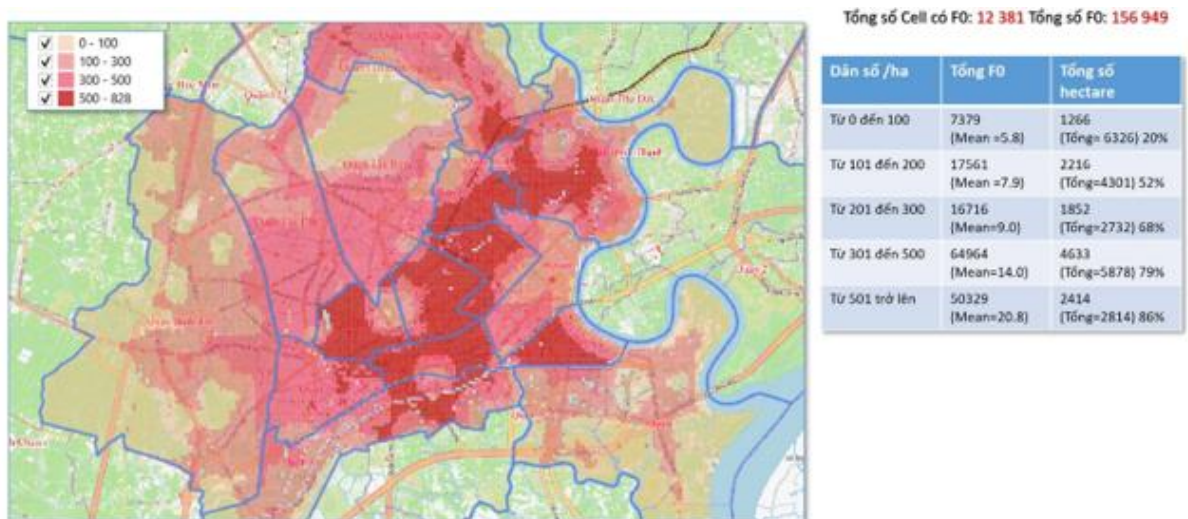 Tổng số Cell có F0: 12 381 Tổng số F0: 156 949
0 - 100
100 - 300
300 - 500
500 - 828
Dân số /ha Tổng F0 Tổng số hectare
Từ 0 đến 100 7379 (Mean =5.8) 1266 (Tổng= 6326) 20%
Từ 101 đến 200 17561 (Mean =7.9) 2216 (Tổng=4301) 52%
Từ 201 đến 300 16716 (Mean=9.0) 1852 (Tổng=2732) 68%
Từ 301 đến 500 64964 (Mean=14.0) 4633 (Tổng=5878) 79%
Từ 501 trở lên 50329 (Mean=20.8) 2414 (Tổng=2814) 86%